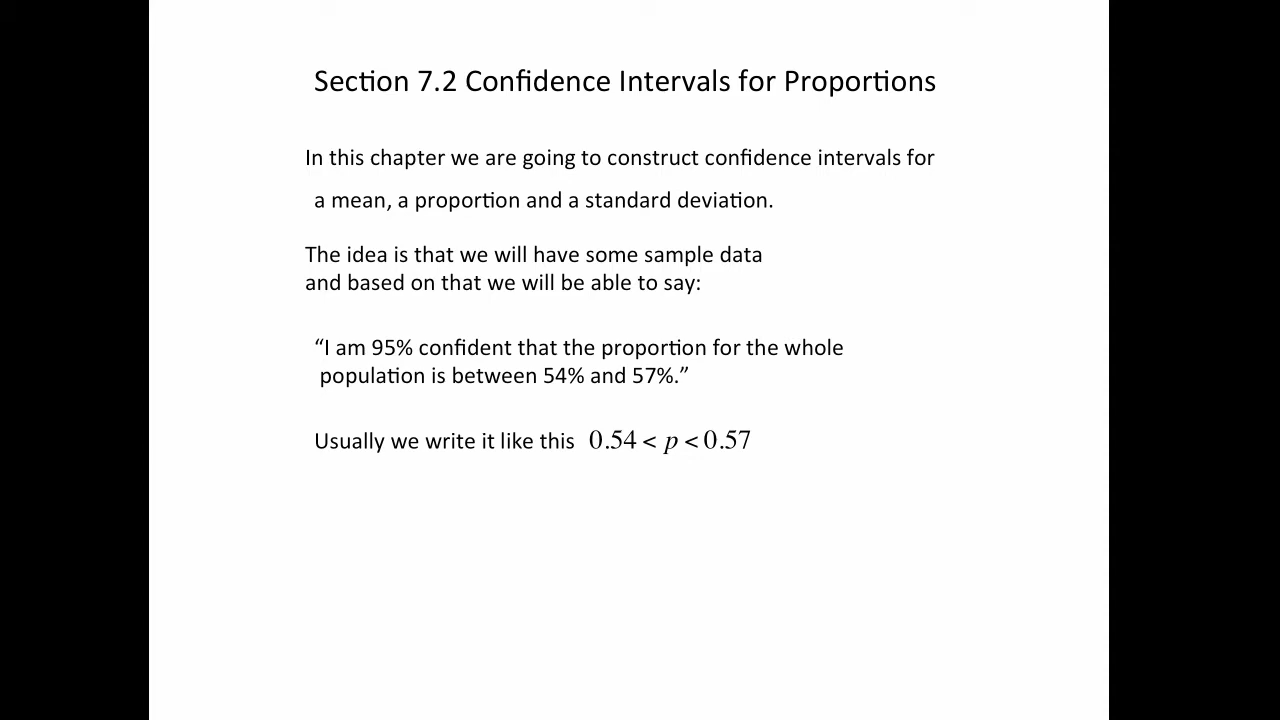 Section 7.2 Confidence Intervals for Proportions
In this chapter we are going to construct confidence intervals for
a mean, a proportion and a standard deviation.
The idea is that we will have some sample data
and based on that we will be able to say:
“I am 95% confident that the proportion for the whole
population is between 54% and 57%.”
Usually we write it like this 0.54 < p < 0.57